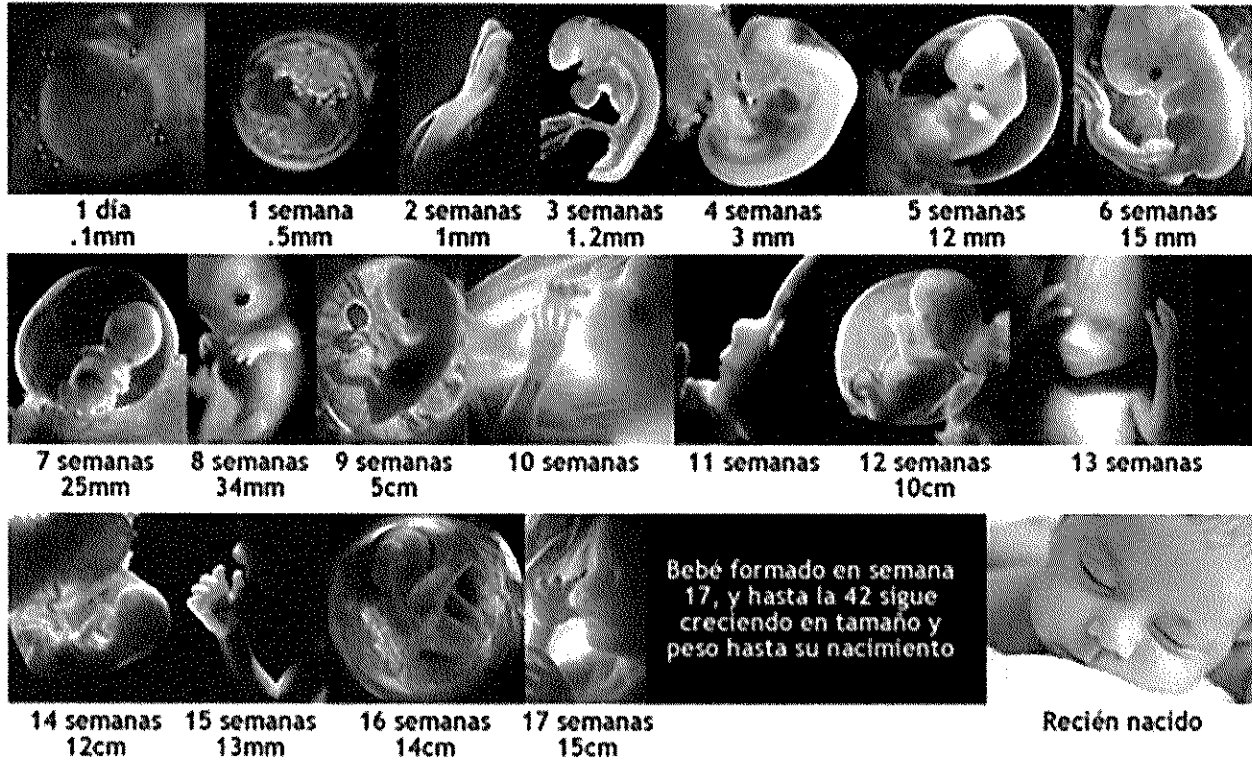 1 día
.1mm
1 semana
.5mm
2 semanas
1mm
3 semanas
1.2mm
4 semanas
3 mm
5 semanas
12 mm
6 semanas
15 mm
7 semanas
25mm
8 semanas
34mm
9 semanas
5cm
10 semanas
11 semanas
12 semanas
10cm
13 semanas
14 semanas
12cm
15 semanas
13mm
16 semanas
14cm
17 semanas
15cm
Bebé formado en semana
17, y hasta la 42 sigue
creciendo en tamaño y
peso hasta su nacimiento
Recién nacido